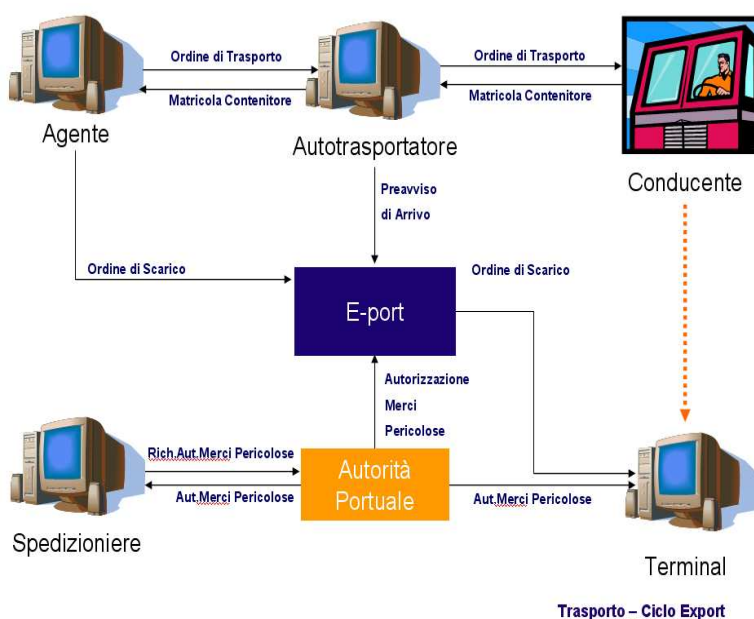 Ordine di Trasporto
Ordine di Trasporto
Matricola Contenitore
Matricola Contenitore
Agente
Autotrasportatore
Conducente
Preavviso
di Arrivo
Ordine di Scarico
Ordine di Scarico
E-port
Autorizzazione
Merci
Pericolose
Rich.Aut.Merci Pericolose
Autorità
Portuale
Aut.Merci Pericolose
Aut.Merci Pericolose
Spedizioniere
Terminal
Trasporto – Ciclo Export